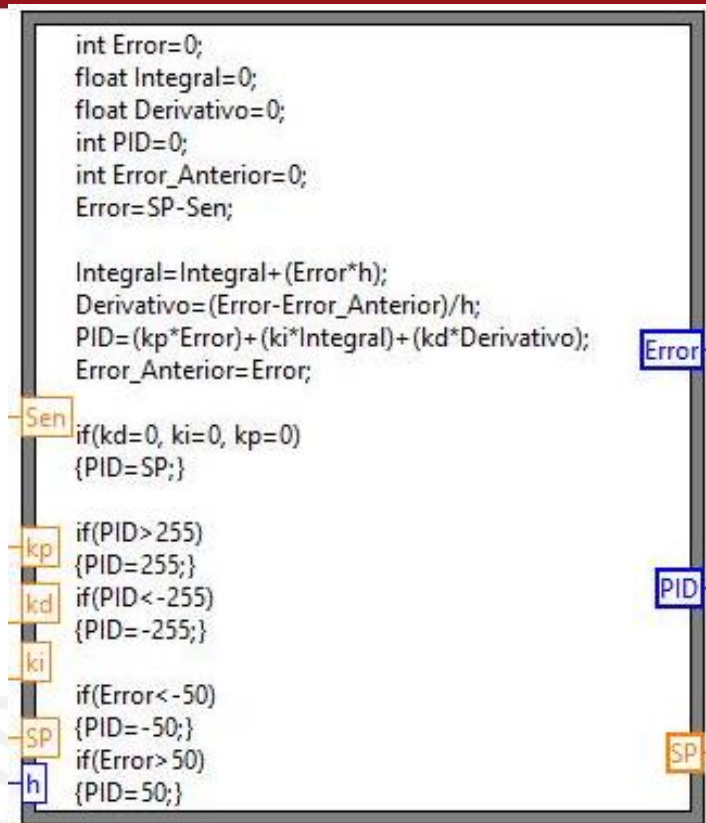 int Error=0;
float Integral=0;
float Derivativo=0;
int PID=0;
int Error_Anterior=0;
Error=SP-Sen;
Integral=Integral+(Error*h);
Derivativo=(Error-Error_Anterior)/h;
PID=(kp*Error)+(ki*Integral)+(kd*Derivativo);
Error_Anterior=Error;
if(kd=0, ki=0, kp=0)
{PID=SP;}
if(PID>255)
{PID=255;}
if(PID<-255)
{PID=-255;}
if(Error<-50)
{PID=-50;}
if(Error>50)
{PID=50;}
Sen
kp
kd
ki
SP
h
Error
PID
SP